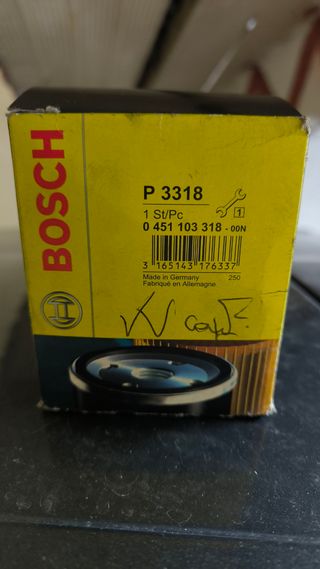 BOSCH
P 3318
1 St/Pc
1
0 451 103 318 - 00N
3 165143 176337
Made in Germany 250
Fabriqué en Allemagne